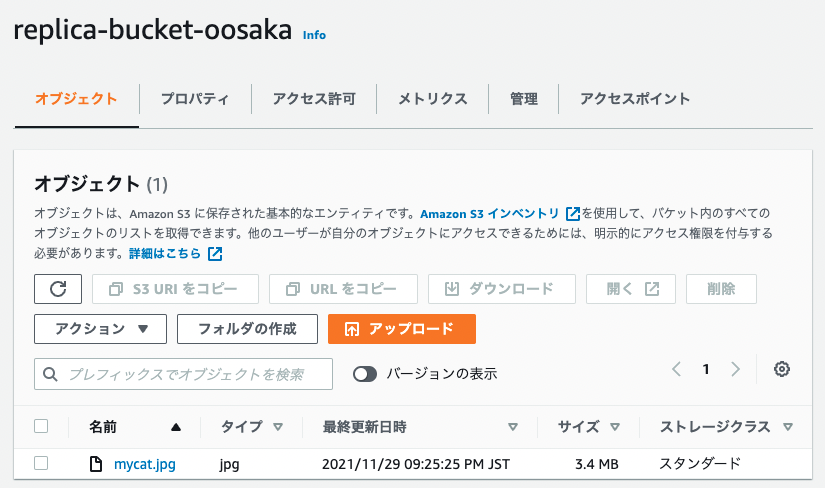 replica-bucket-oosaka Info
オブジェクト プロパティ アクセス許可 メトリクス 管理 アクセスポイント
オブジェクト (1)
オブジェクトは、Amazon S3 に保存された基本的なエンティティです。Amazon S3 インベントリ を使用して、バケット内のすべての
オブジェクトのリストを取得できます。他のユーザーが自分のオブジェクトにアクセスできるためには、明示的にアクセス権限を付与する
必要があります。詳細はこちら
S3 URI をコピー URL をコピー ダウンロード 開く 削除
アクション フォルダの作成 アップロード
プレフィックスでオブジェクトを検索 バージョンの表示 1
名前 タイプ 最終更新日時 サイズ ストレージクラス
mycat.jpg jpg 2021/11/29 09:25:25 PM JST 3.4 MB スタンダード